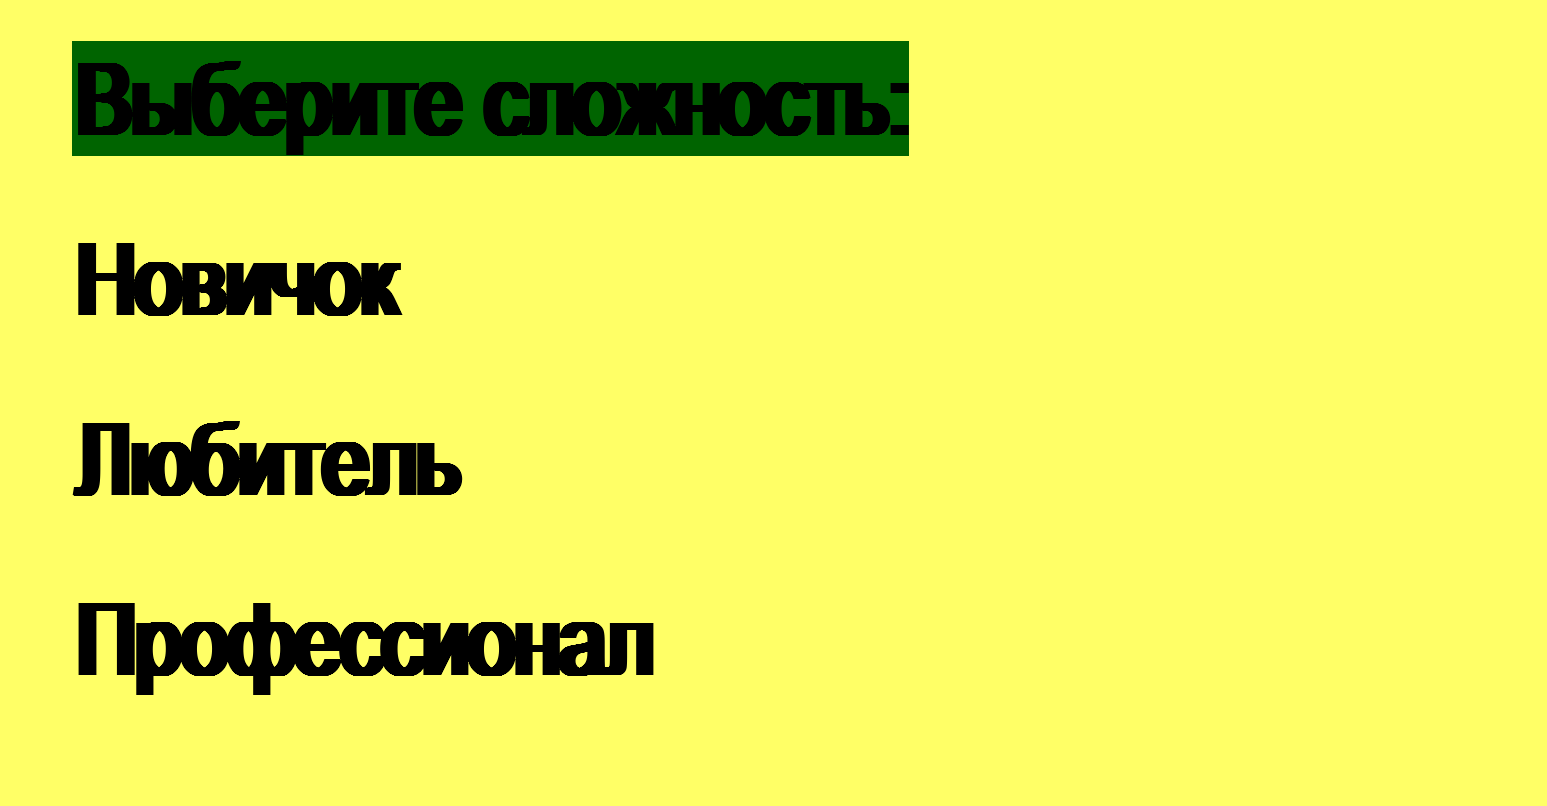 Выберите сложность:
Новичок
Любитель
Профессионал